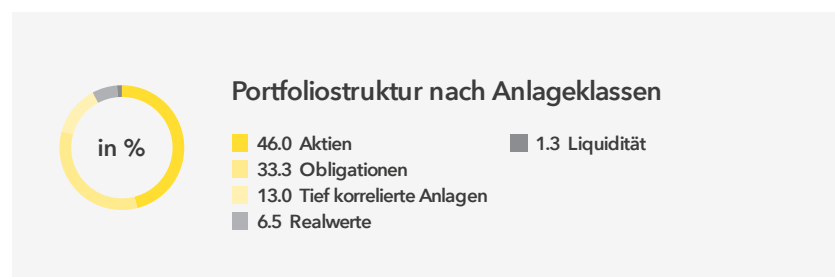 Portfoliostruktur nach Anlageklassen
in %
46.0 Aktien
33.3 Obligationen
13.0 Tief korrelierte Anlagen
6.5 Realwerte
1.3 Liquidität